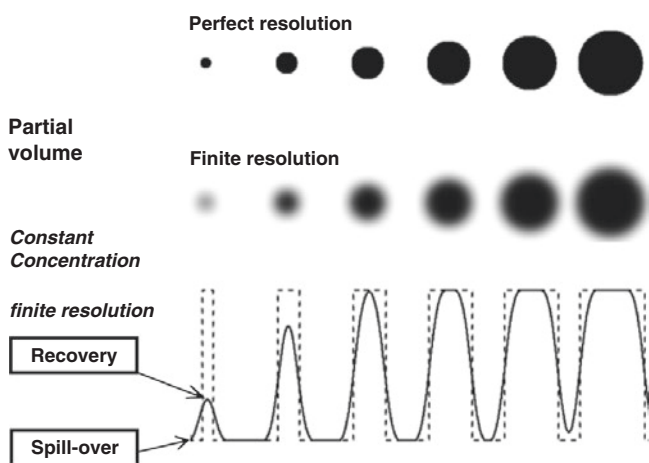 Perfect resolution
Partial
volume
Finite resolution
Constant
Concentration
finite resolution
Recovery
Spill-over